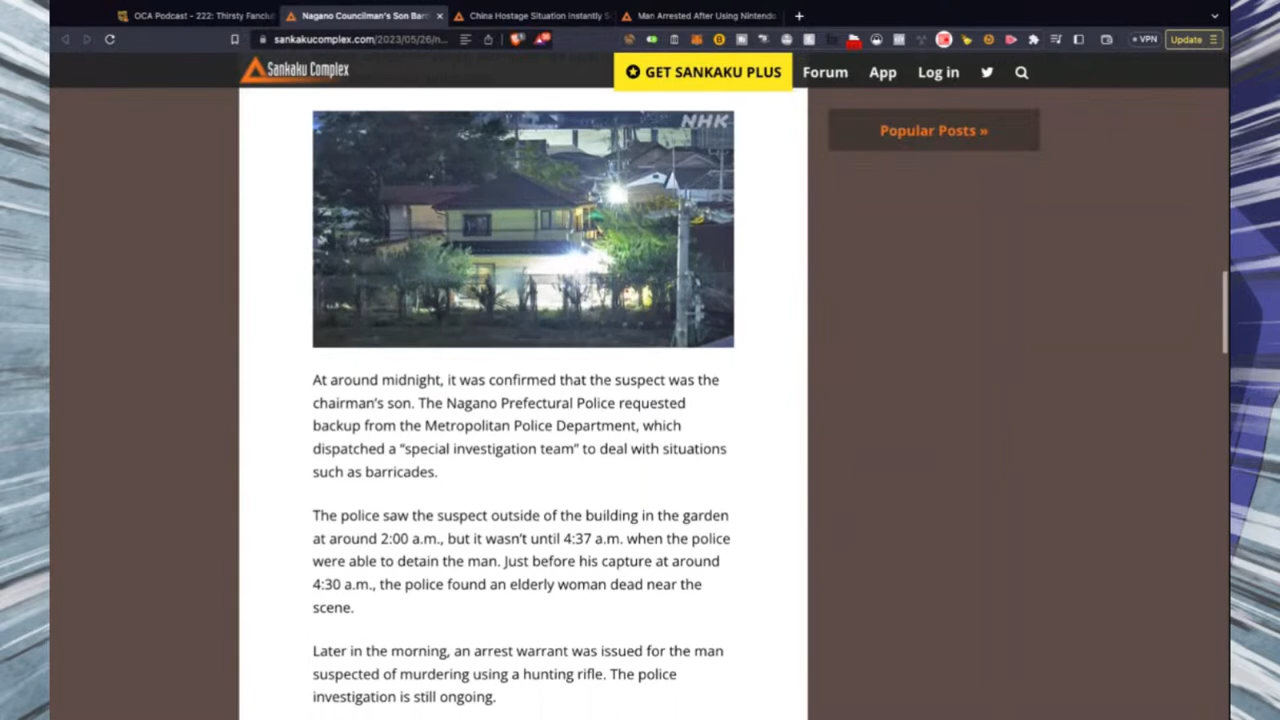 OCA Podcast - 222: Thirsty Fanclu
Nagano Councilman's Son Barr
China Hostage Situation Instantly S
Man Arrested After Using Nintendo
sankakucomplex.com/2023/05/26/n...
VPN
Update
Sankaku Complex
GET SANKAKU PLUS
Forum
App
Log in
Popular Posts »
NHK
At around midnight, it was confirmed that the suspect was the
chairman's son. The Nagano Prefectural Police requested
backup from the Metropolitan Police Department, which
dispatched a “special investigation team” to deal with situations
such as barricades.
The police saw the suspect outside of the building in the garden
at around 2:00 a.m., but it wasn't until 4:37 a.m. when the police
were able to detain the man. Just before his capture at around
4:30 a.m., the police found an elderly woman dead near the
scene.
Later in the morning, an arrest warrant was issued for the man
suspected of murdering using a hunting rifle. The police
investigation is still ongoing.